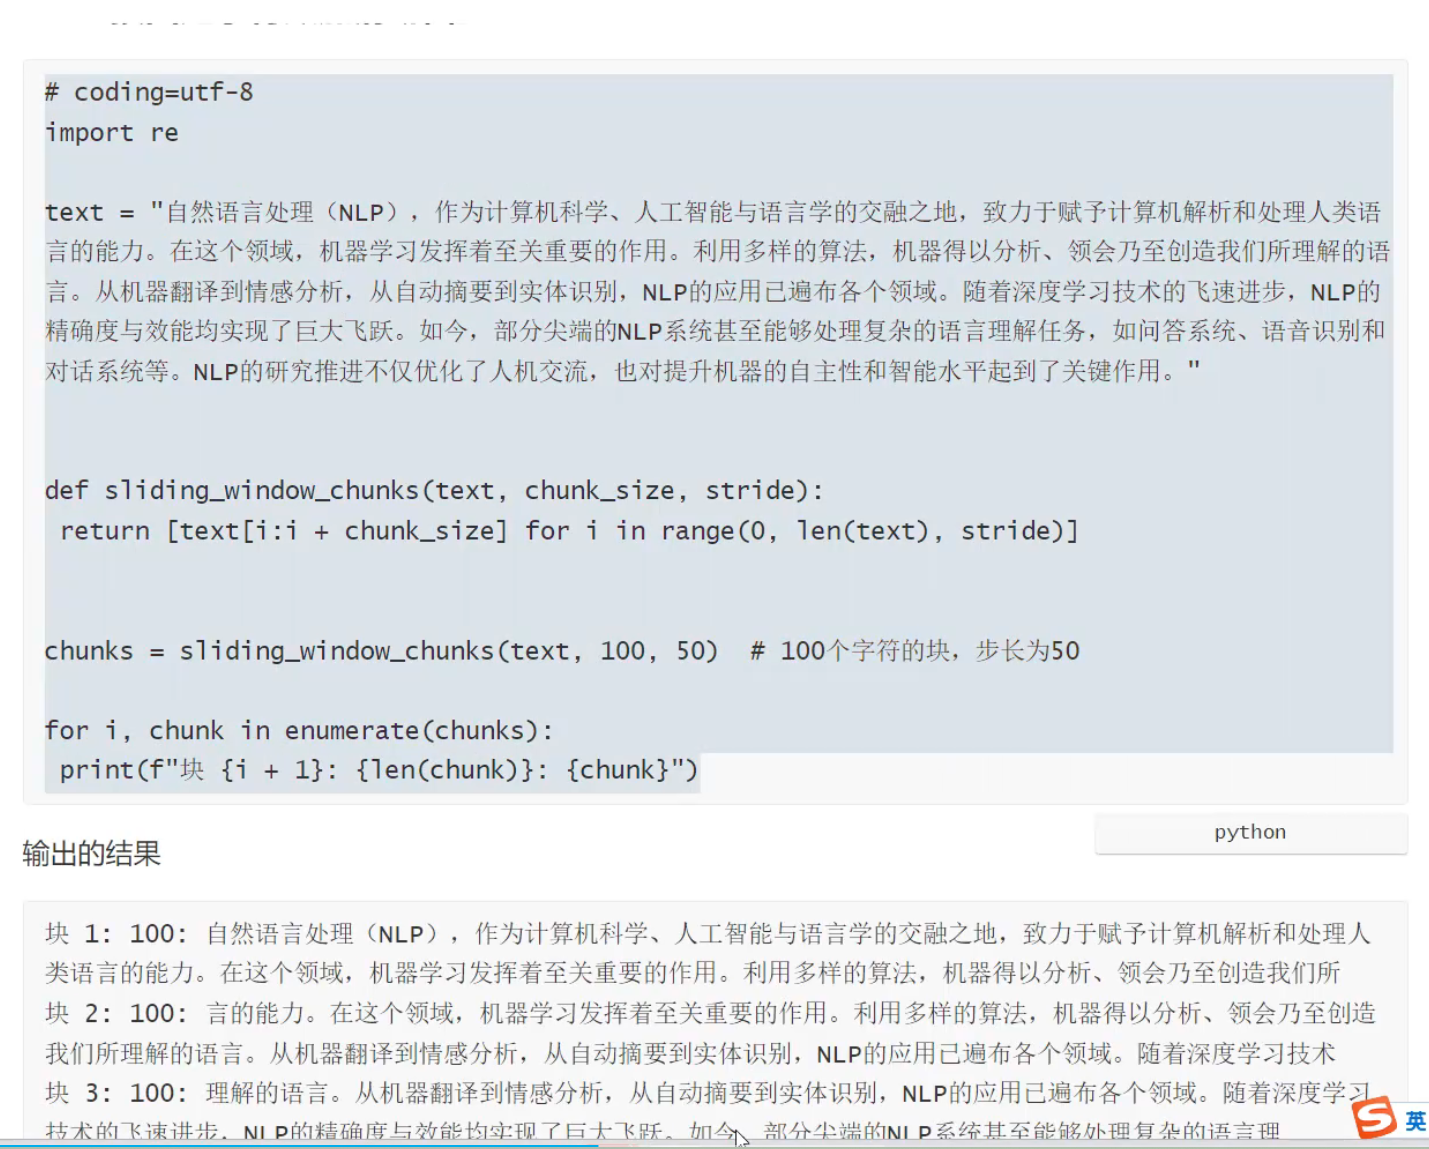 # coding=utf-8
import re
text = "自然语言处理（NLP），作为计算机科学、人工智能与语言学的交融之地，致力于赋予计算机解析和处理人类语
言的能力。在这个领域，机器学习发挥着至关重要的作用。利用多样的算法，机器得以分析、领会乃至创造我们所理解的语
言。从机器翻译到情感分析，从自动摘要到实体识别，NLP的应用已遍布各个领域。随着深度学习技术的飞速进步，NLP的
精确度与效能均实现了巨大飞跃。如今，部分尖端的NLP系统甚至能够处理复杂的语言理解任务，如问答系统、语音识别和
对话系统等。NLP的研究推进不仅优化了人机交流，也对提升机器的自主性和智能水平起到了关键作用。"
def sliding_window_chunks(text, chunk_size, stride):
 return [text[i:i + chunk_size] for i in range(0, len(text), stride)]
chunks = sliding_window_chunks(text, 100, 50)  # 100个字符的块，步长为50
for i, chunk in enumerate(chunks):
 print(f"块 {i + 1}: {len(chunk)}: {chunk}")
python
输出的结果
块 1: 100: 自然语言处理（NLP），作为计算机科学、人工智能与语言学的交融之地，致力于赋予计算机解析和处理人
类语言的能力。在这个领域，机器学习发挥着至关重要的作用。利用多样的算法，机器得以分析、领会乃至创造我们所
块 2: 100: 言的能力。在这个领域，机器学习发挥着至关重要的作用。利用多样的算法，机器得以分析、领会乃至创造
我们所理解的语言。从机器翻译到情感分析，从自动摘要到实体识别，NLP的应用已遍布各个领域。随着深度学习技术
块 3: 100: 理解的语言。从机器翻译到情感分析，从自动摘要到实体识别，NLP的应用已遍布各个领域。随着深度学习
技术的飞速进步，NLP的精确度与效能均实现了巨大飞跃。如今，部分尖端的NLP系统甚至能够处理复杂的语言理
英